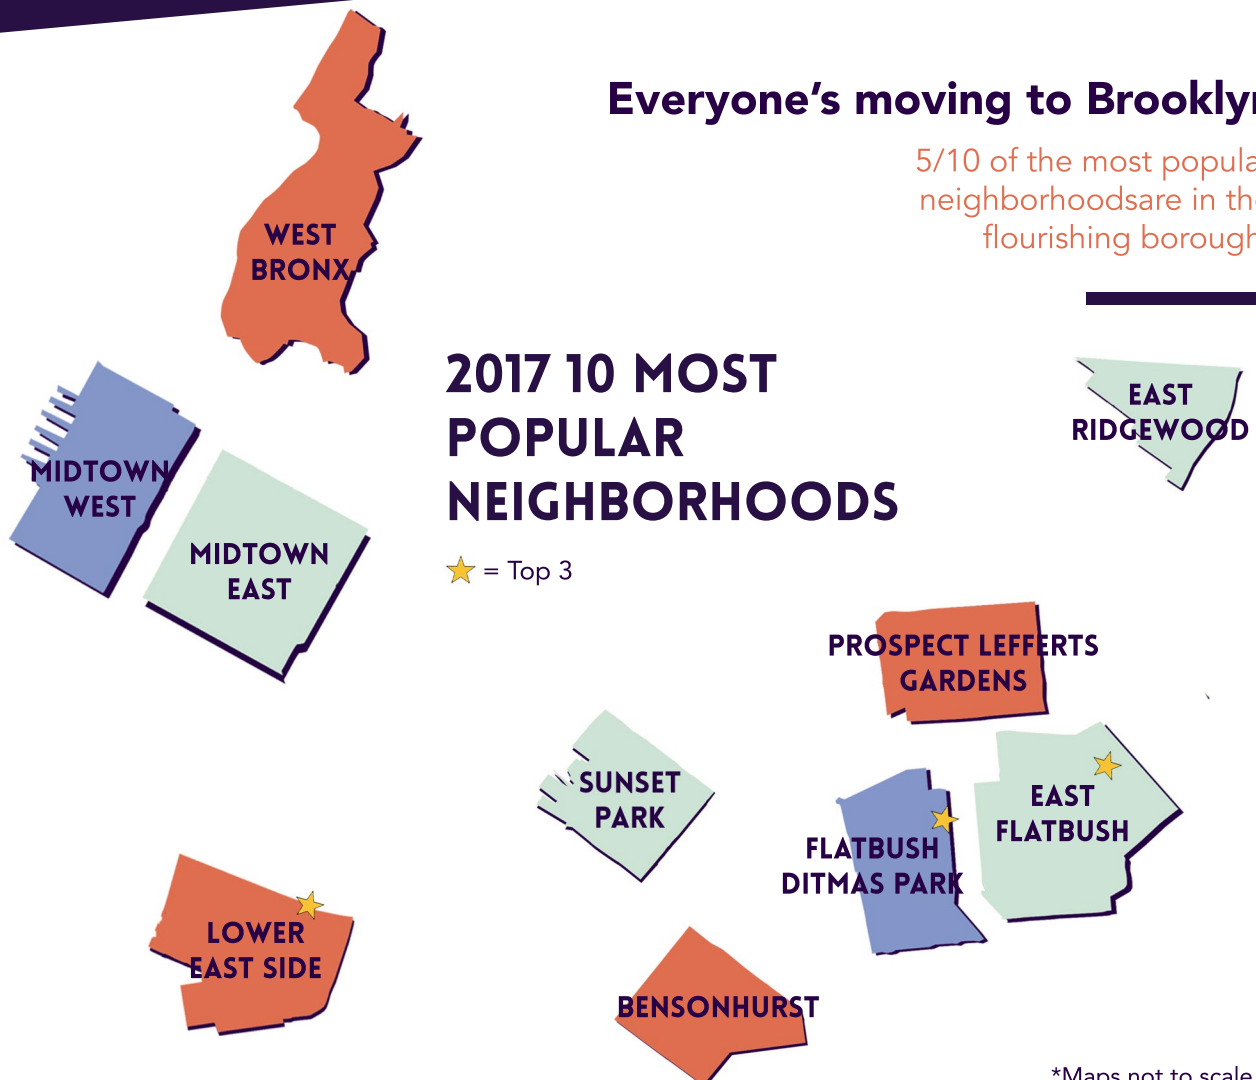 Everyone's moving to Brooklyn
5/10 of the most popula
neighborhoodsare in the
flourishing borough
WEST
BRONX
2017 10 MOST
POPULAR
NEIGHBORHOODS
= Top 3
EAST
RIDGEWOOD
MIDTOWN
WEST
MIDTOWN
EAST
PROSPECT LEFFERTS
GARDENS
SUNSET
PARK
EAST
FLATBUSH
FLATBUSH
DITMAS PARK
LOWER
EAST SIDE
BENSONHURST
*Maps not to scale